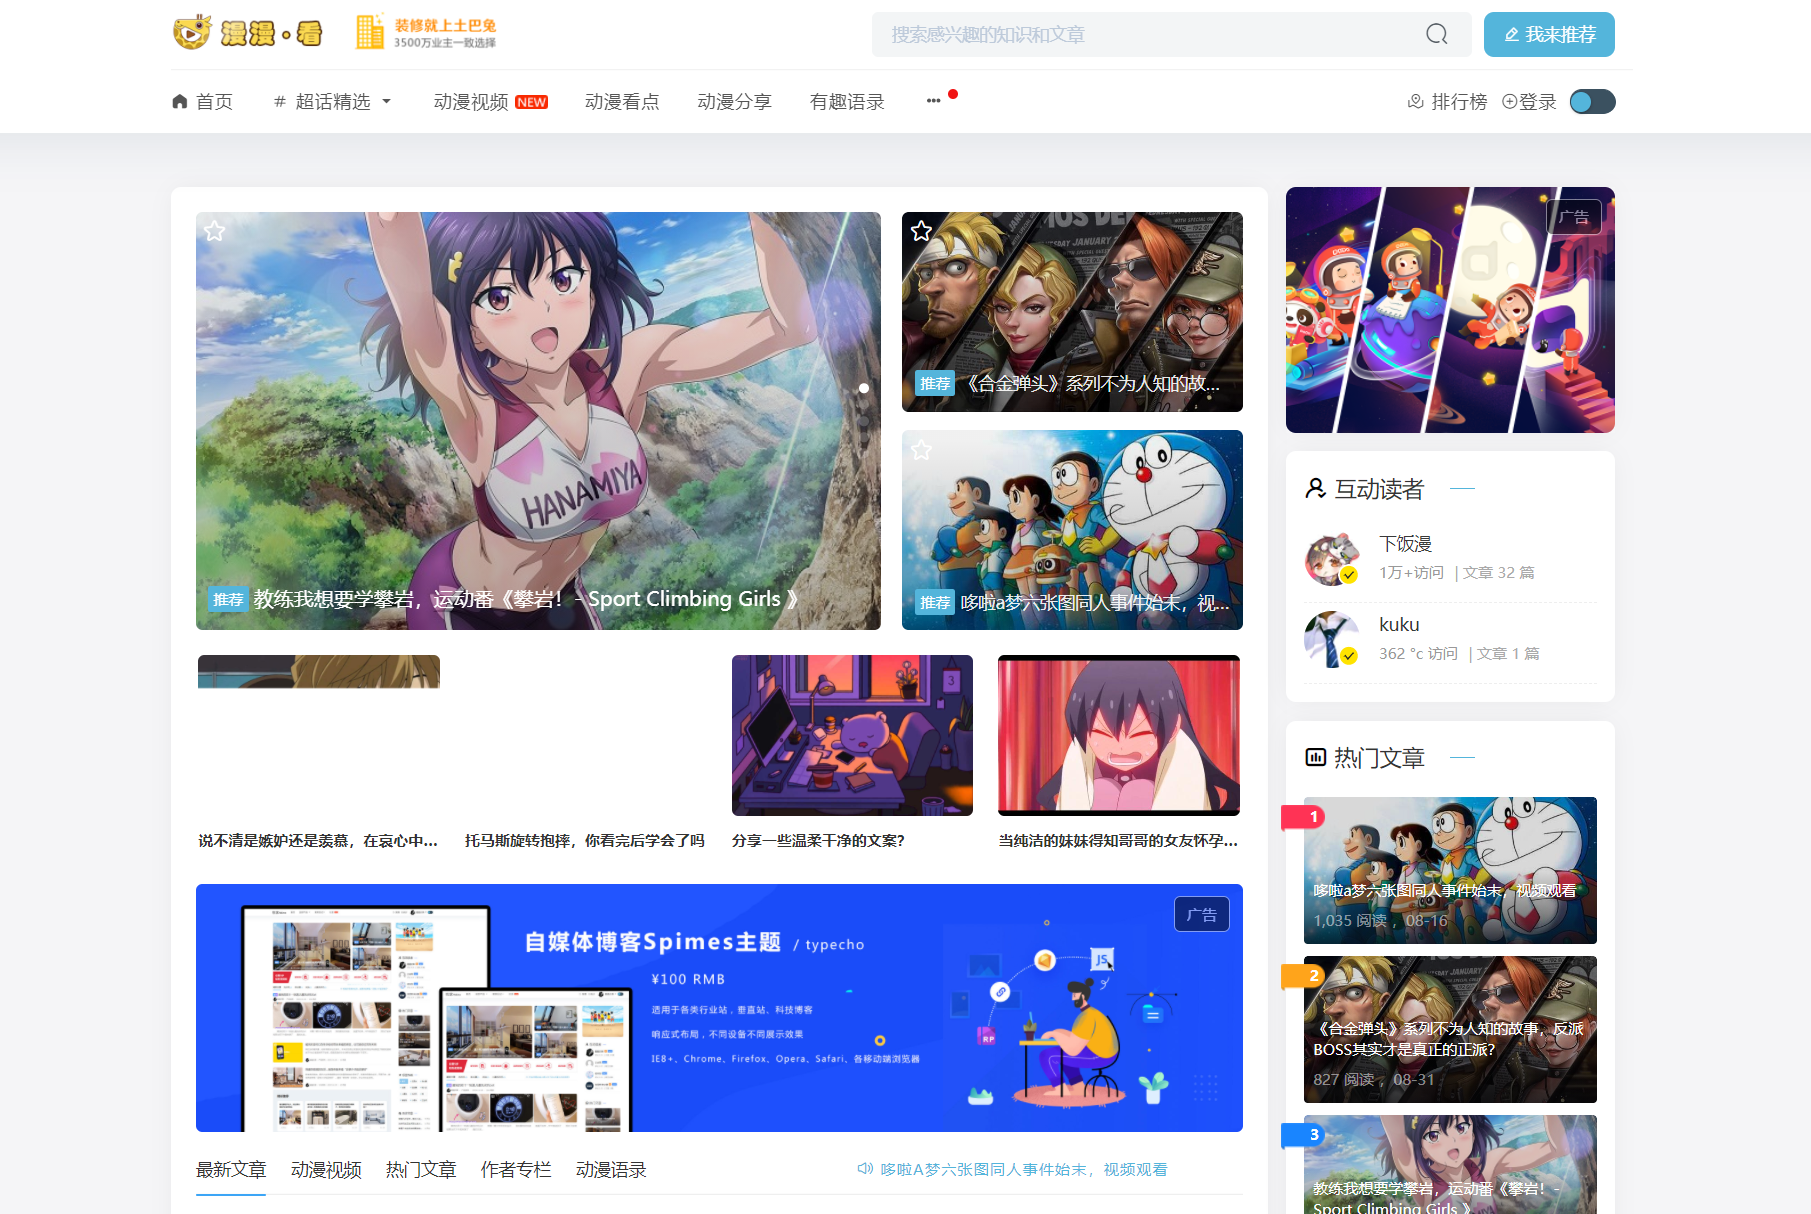 漫漫·看
装修就上土巴兔
3500万业主一致选择
搜索感兴趣的知识和文章
我来推荐
首页
# 超话精选
动漫视频 NEW
动漫看点
动漫分享
有趣语录
排行榜
登录
HANAMIYA
推荐 教练我想要学攀岩，运动番《攀岩！- Sport Climbing Girls 》
推荐 《合金弹头》系列不为人知的故...
推荐 哆啦a梦六张图同人事件始末，视...
广告
互动读者
下饭漫
1万+访问 | 文章 32 篇
kuku
362 °c 访问 | 文章 1 篇
说不清是嫉妒还是羡慕，在哀心中...
托马斯旋转抱摔，你看完后学会了吗
分享一些温柔干净的文案？
当纯洁的妹妹得知哥哥的女友怀孕...
热门文章
1
哆啦a梦六张图同人事件始末，视频观看
1,035 阅读 ，08-16
2
《合金弹头》系列不为人知的故事，反派
BOSS其实才是真正的正派？
827 阅读 ，08-31
3
教练我想要学攀岩，运动番《攀岩！-
Sport Climbing Girls 》
广告
自媒体博客Spimes主题 / typecho
¥100 RMB
适用于各类行业站，垂直站、科技博客
响应式布局，不同设备不同展示效果
IE8+、Chrome、Firefox、Opera、Safari、各移动端浏览器
JS
RP
最新文章
动漫视频
热门文章
作者专栏
动漫语录
哆啦A梦六张图同人事件始末，视频观看